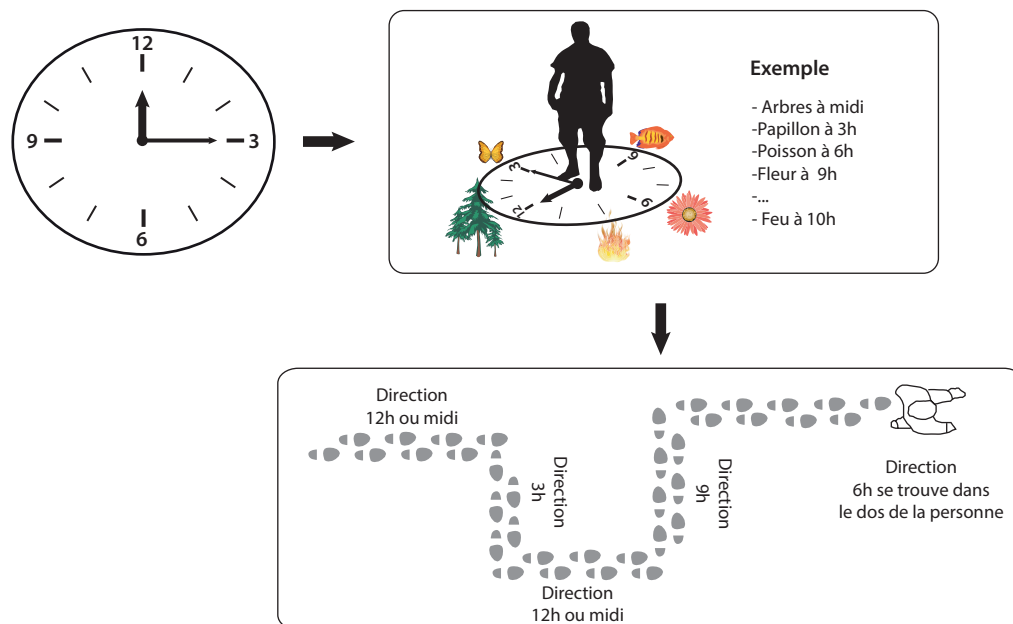 12
9
3
6
Exemple
- Arbres à midi
-Papillon à 3h
-Poisson à 6h
-Fleur à 9h
-...
- Feu à 10h
3
6
12
9
Direction
12h ou midi
Direction
3h
Direction
9h
Direction
6h se trouve dans
le dos de la personne
Direction
12h ou midi